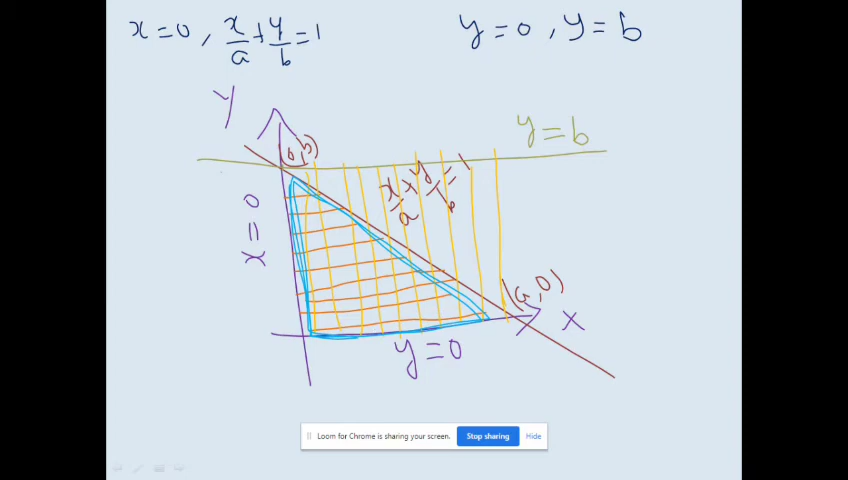 x=0, x/a+y/b=1
y=0, y=b
Y
y=b
(0,b)
x/a+y/b=1
x=0
(a,0)
X
y=0
Loom for Chrome is sharing your screen. Stop sharing Hide